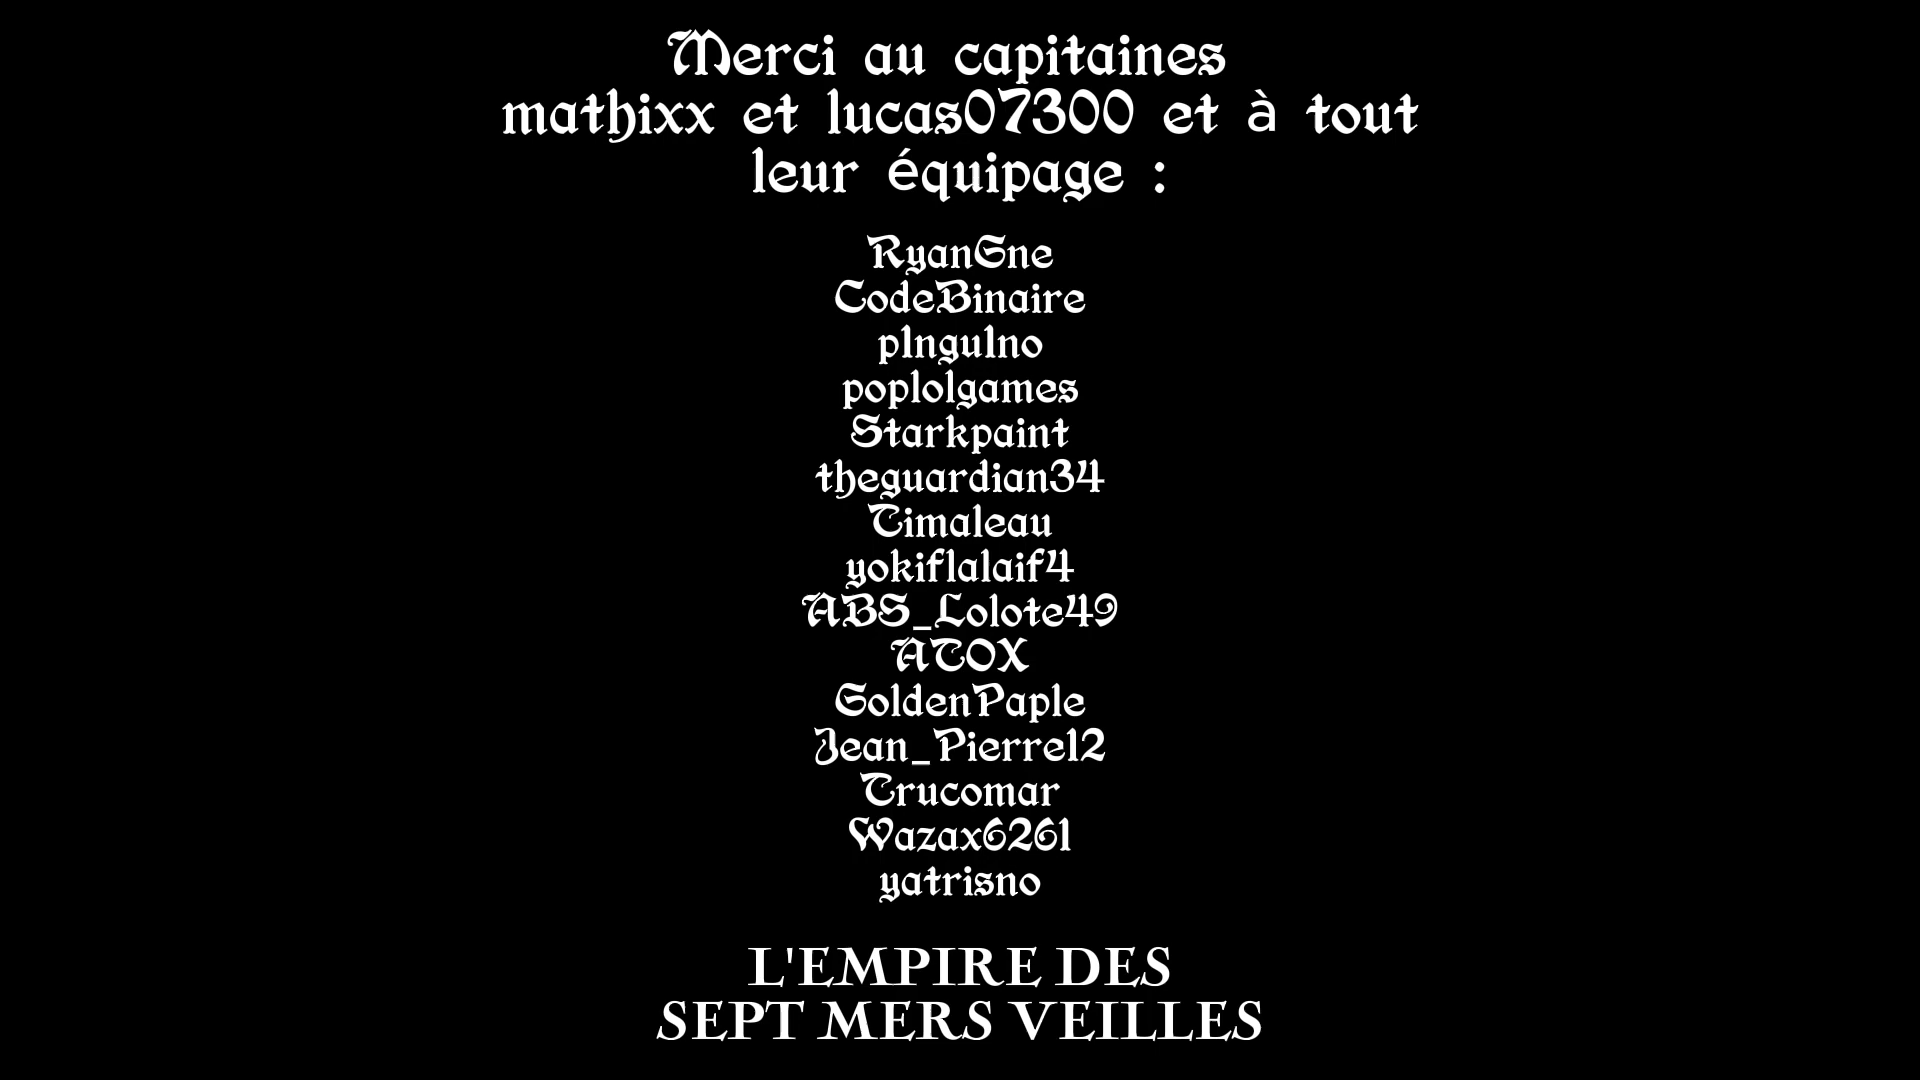 Merci au capitaines
mathixx et lucas07300 et à tout
leur équipage :
RyanGne
CodeBinaire
p1ngu1no
poplolgames
Starkpaint
theguardian34
Timaleau
yokiflalaif4
ABS_Lolote49
ATOX
GoldenPaple
Jean_Pierre12
Trucomar
Wazax6261
yatrisno
L'EMPIRE DES
SEPT MERS VEILLES